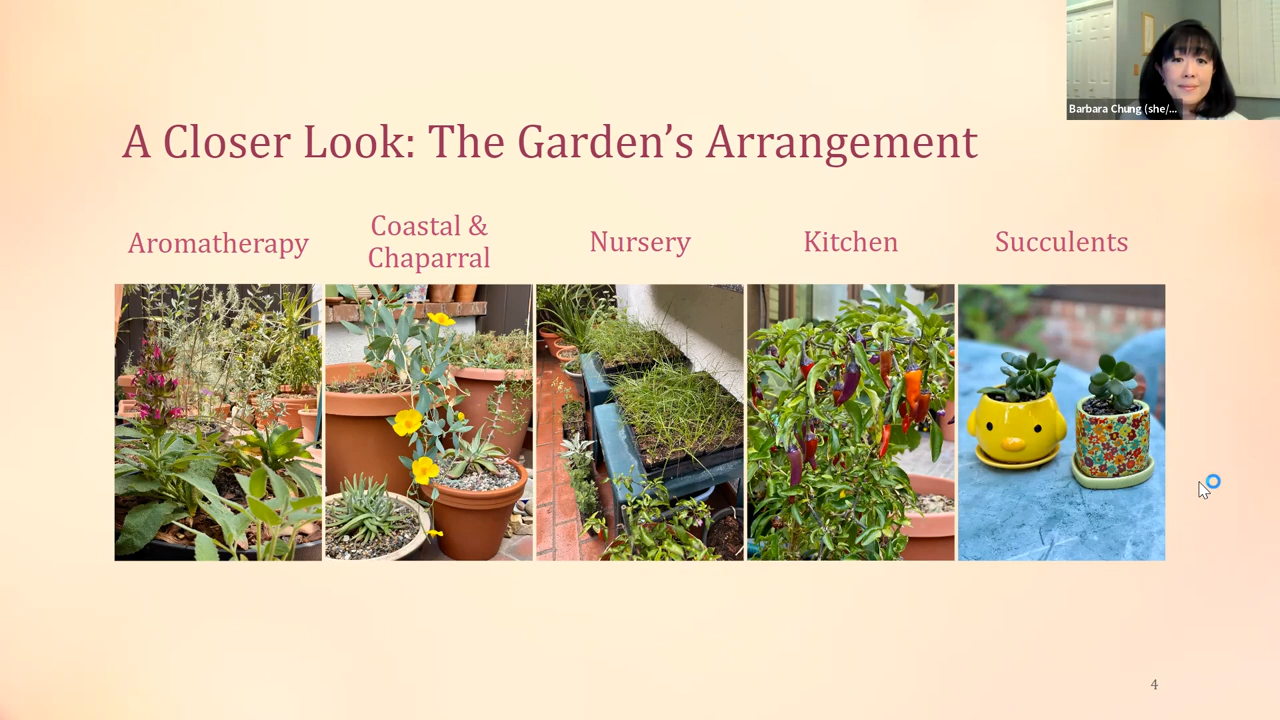 Barbara Chung (she/...
A Closer Look: The Garden's Arrangement
Aromatherapy
Coastal &
Chaparral
Nursery
Kitchen
Succulents
4